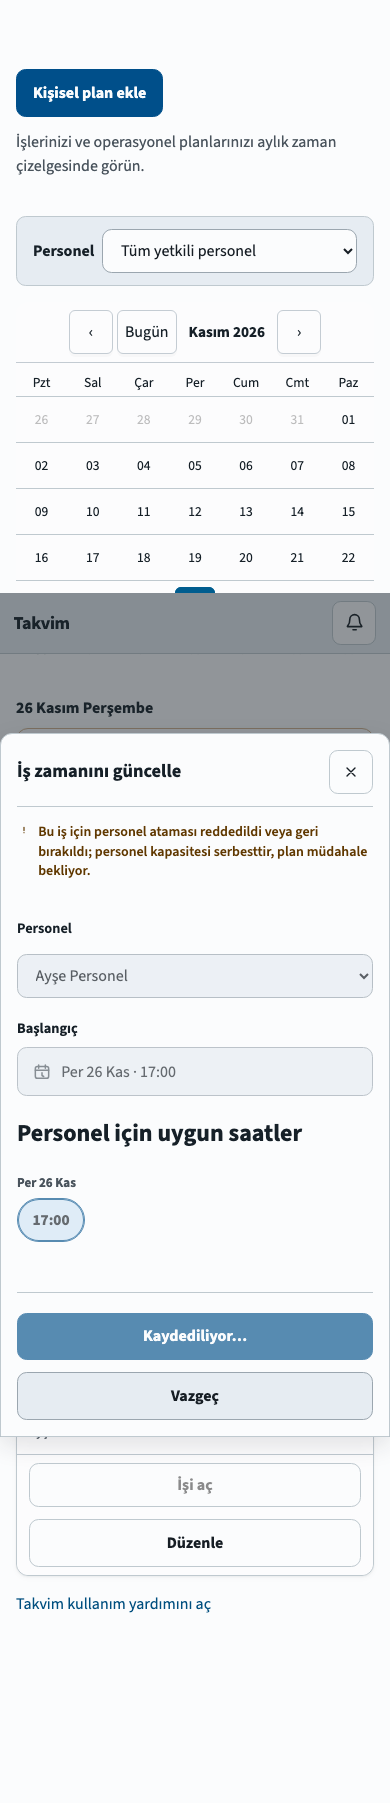 Kişisel plan ekle
İşlerinizi ve operasyonel planlarınızı aylık zaman
çizelgesinde görün.
Personel Tüm yetkili personel
‹ Bugün Kasım 2026 ›
Pzt Sal Çar Per Cum Cmt Paz
26 27 28 29 30 31 01
02 03 04 05 06 07 08
09 10 11 12 13 14 15
16 17 18 19 20 21 22
Takvim
26 Kasım Perşembe
İş zamanını güncelle
! Bu iş için personel ataması reddedildi veya geri
bırakıldı; personel kapasitesi serbesttir, plan müdahale
bekliyor.
Personel
Ayşe Personel
Başlangıç
Per 26 Kas · 17:00
Personel için uygun saatler
Per 26 Kas
17:00
Kaydediliyor…
Vazgeç
İşi aç
Düzenle
Takvim kullanım yardımını aç